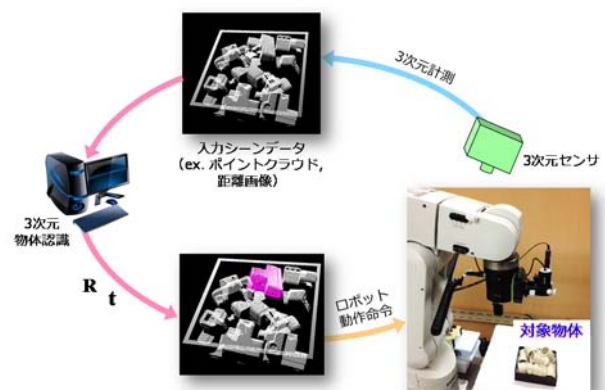 3次元計測
入力シーンデータ
(ex. ポイントクラウド,
距離画像)
3次元センサ
3次元
物体認識
R t
ロボット
動作命令
対象物体